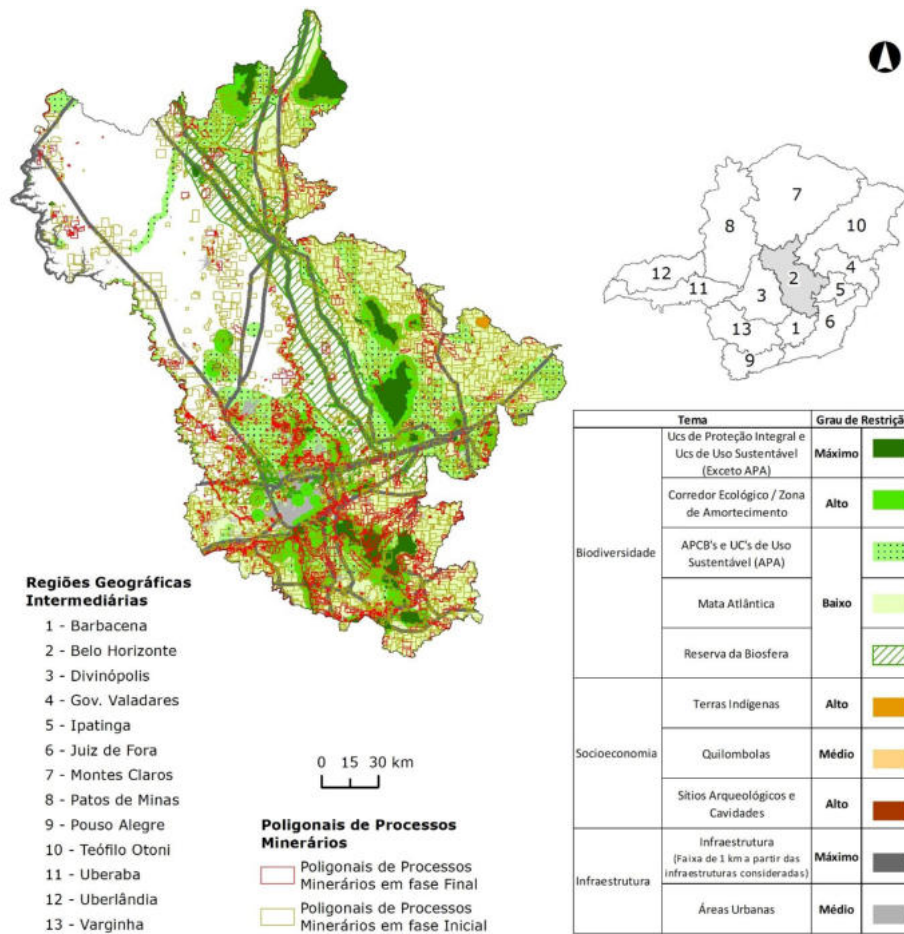 7
8
10
12
11
2
4
5
3
6
13
1
9
Tema
Grau de Restriçã
Biodiversidade
Ucs de Proteção Integral e
Ucs de Uso Sustentável
(Exceto APA)
Máximo
Corredor Ecológico / Zona
de Amortecimento
Alto
APCB's e UC's de Uso
Sustentável (APA)
Mata Atlântica
Baixo
Reserva da Biosfera
Socioeconomia
Terras Indígenas
Alto
Quilombolas
Médio
Sítios Arqueológicos e
Cavidades
Alto
Infraestrutura
Infraestrutura
(Faixa de 1 km a partir das
infraestruturas consideradas)
Máximo
Áreas Urbanas
Médio
Regiões Geográficas
Intermediárias
1 - Barbacena
2 - Belo Horizonte
3 - Divinópolis
4 - Gov. Valadares
5 - Ipatinga
6 - Juiz de Fora
7 - Montes Claros
8 - Patos de Minas
9 - Pouso Alegre
10 - Teófilo Otoni
11 - Uberaba
12 - Uberlândia
13 - Varginha
0 15 30 km
Poligonais de Processos
Minerários
Poligonais de Processos
Minerários em fase Final
Poligonais de Processos
Minerários em fase Inicial